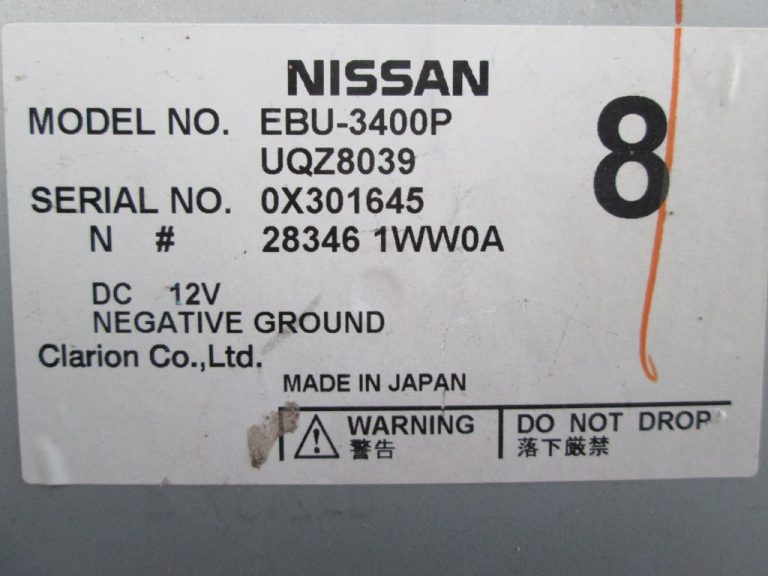 NISSAN
MODEL NO. EBU-3400P
8
UQZ8039
SERIAL NO. 0X301645
N # 28346 1WW0A
DC 12V
NEGATIVE GROUND
Clarion Co.,Ltd.
MADE IN JAPAN
WARNING DO NOT DROP
警告 落下厳禁